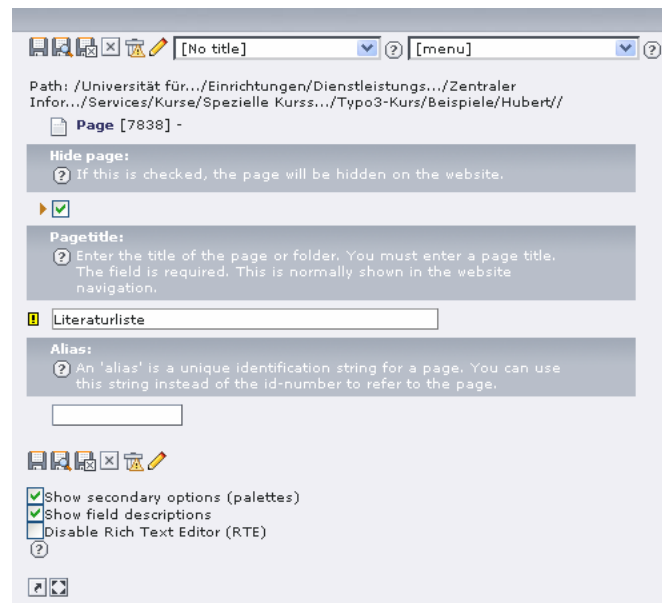 [No title] [menu]
Path: /Universität für.../Einrichtungen/Dienstleistungs.../Zentraler
Infor.../Services/Kurse/Spezielle Kurss.../Typo3-Kurs/Beispiele/Hubert//
Page [7838] -
Hide page:
If this is checked, the page will be hidden on the website.
Pagetitle:
Enter the title of the page or folder. You must enter a page title.
The field is required. This is normally shown in the website
navigation.
Literaturliste
Alias:
An 'alias' is a unique identification string for a page. You can use
this string instead of the id-number to refer to the page.
Show secondary options (palettes)
Show field descriptions
Disable Rich Text Editor (RTE)